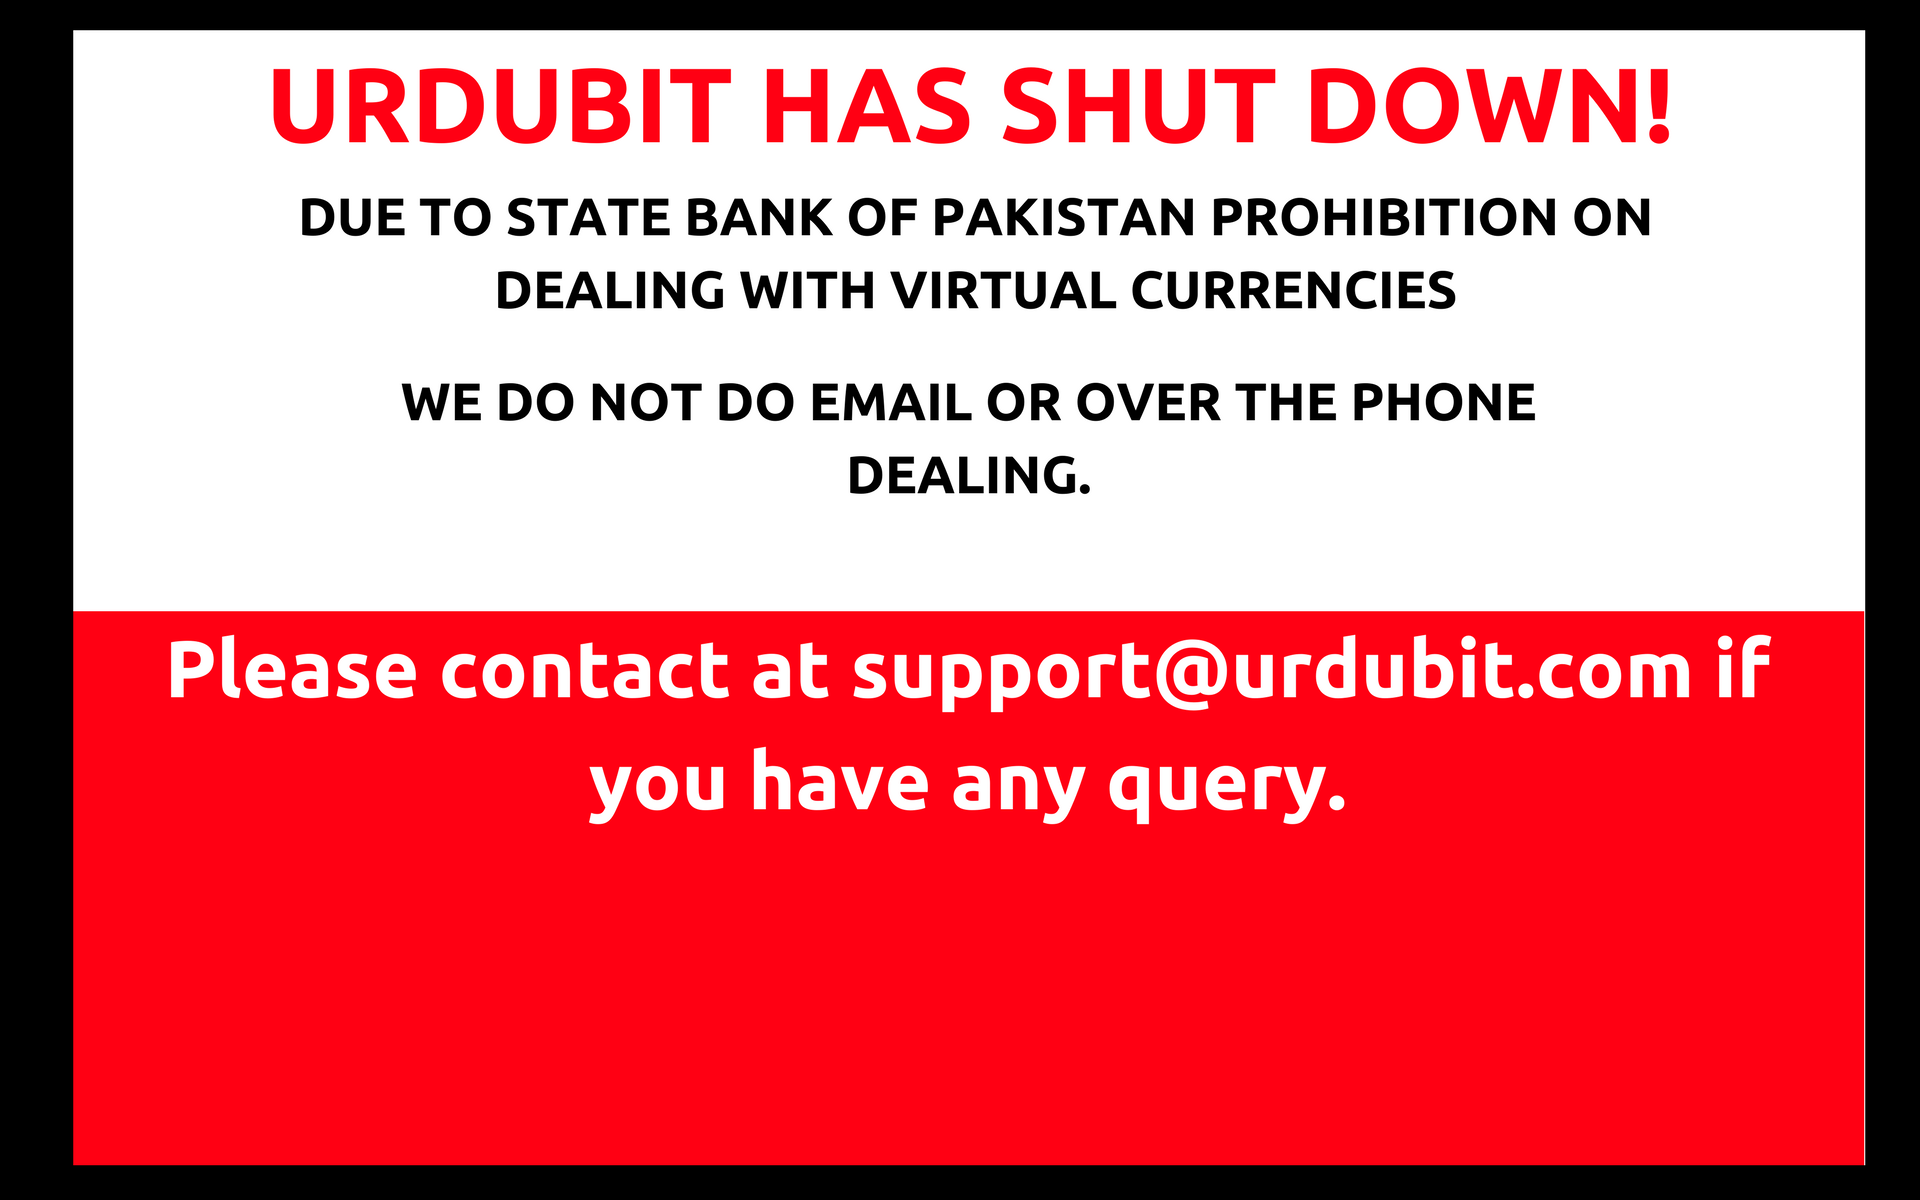 URDUBIT HAS SHUT DOWN!
DUE TO STATE BANK OF PAKISTAN PROHIBITION ON
DEALING WITH VIRTUAL CURRENCIES
WE DO NOT DO EMAIL OR OVER THE PHONE
DEALING.
Please contact at support@urdubit.com if
you have any query.